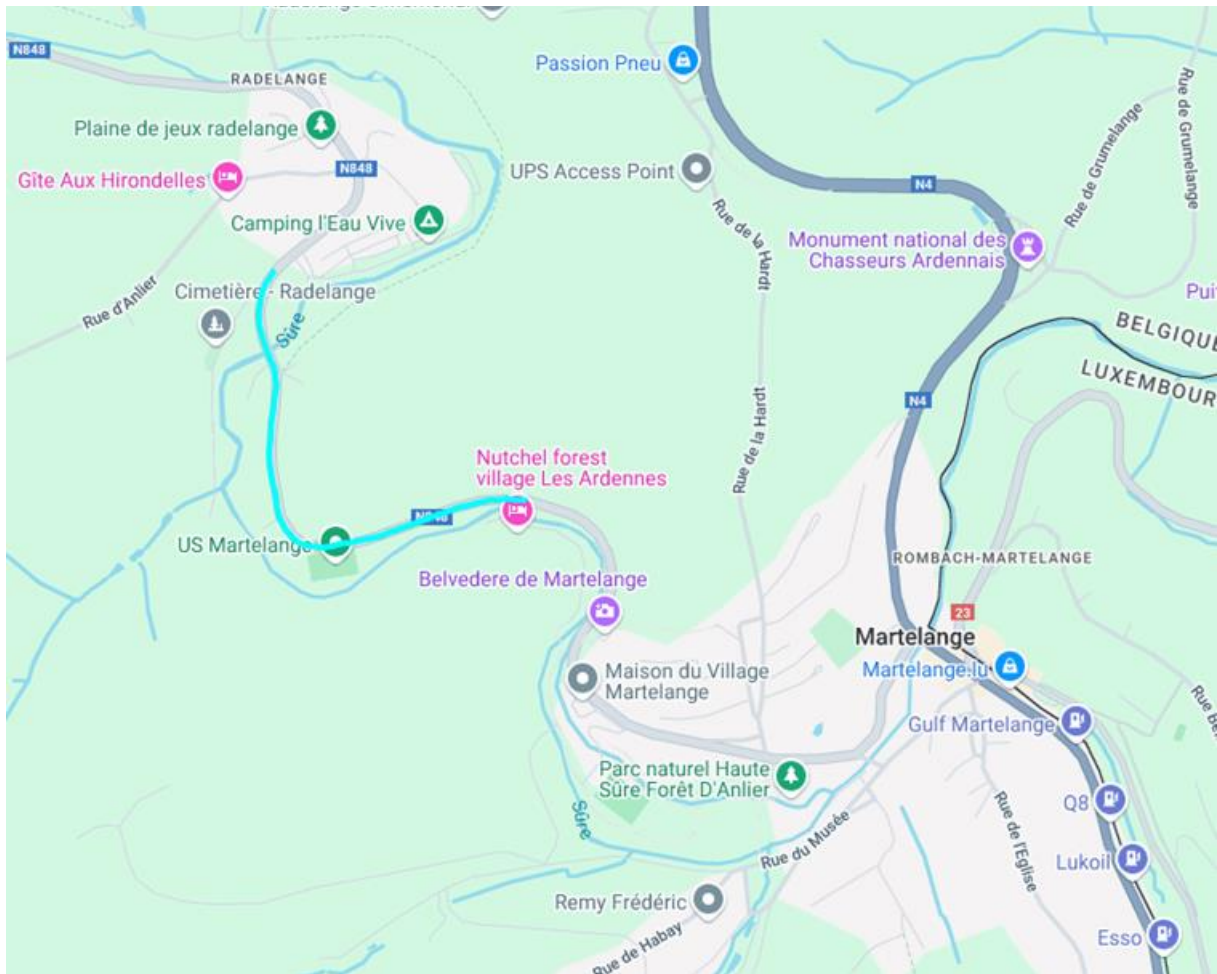 N848
RADELANGE
Plaine de jeux radelange
Gîte Aux Hirondelles
N848
Camping l'Eau Vive
Rue d'Anlier
Cimetière - Radelange
Sûre
Passion Pneu
UPS Access Point
N4
Rue de la Hardt
Monument national des
Chasseurs Ardennais
Rue de Grumelange
Rue de Grumelange
BELGIQUE
LUXEMBOUR
N4
Rue de la Hardt
Nutchel forest
village Les Ardennes
N848
US Martelange
Belvedere de Martelange
ROMBACH-MARTELANGE
23
Martelange
Martelange.lu
Maison du Village
Martelange
Gulf Martelange
Parc naturel Haute
Sûre Forêt D'Anlier
Sûre
Rue du Musée
Rue de l'Eglise
Q8
Lukoil
Remy Frédéric
Rue de Habay
Esso